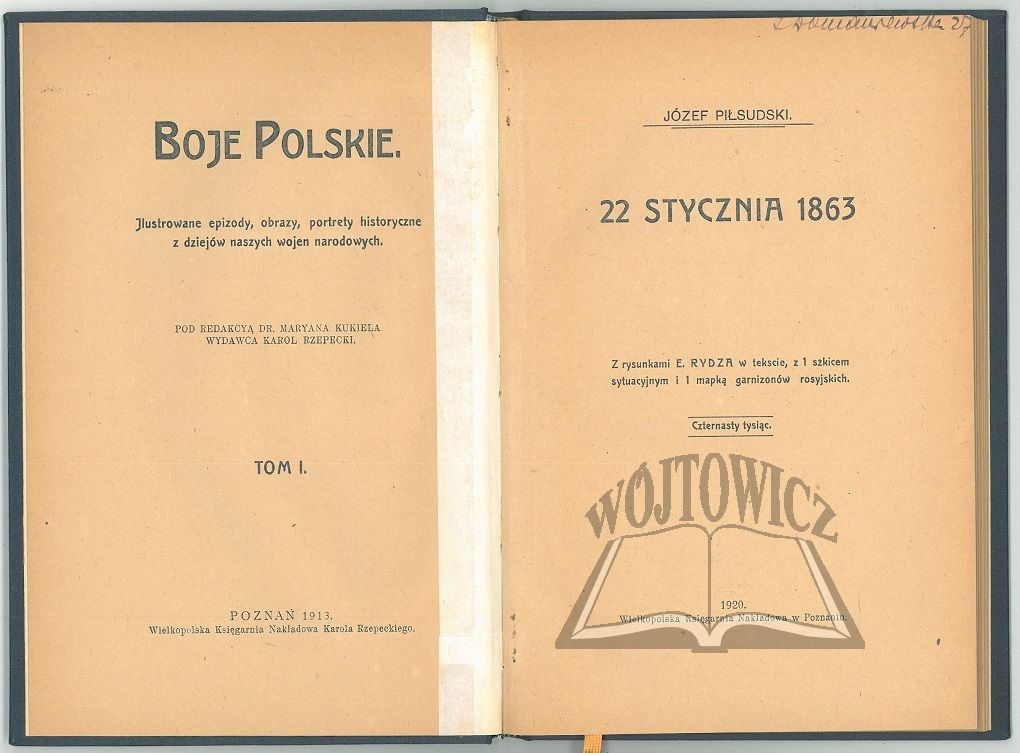 BOJE POLSKIE.
Jlustrowane epizody, obrazy, portrety historyczne
z dziejów naszych wojen narodowych.
POD REDAKCYĄ DR. MARYANA KUKIELA
WYDAWCA KAROL RZEPECKI.
TOM I.
POZNAŃ 1913.
Wielkopolska Księgarnia Nakładowa Karola Rzepeckiego.
JÓZEF PIŁSUDSKI.
22 STYCZNIA 1863
Z rysunkami E. RYDZA w tekscie, z 1 szkicem
sytuacyjnym i 1 mapką garnizonów rosyjskich.
Czternasty tysiąc.
WÓJTOWICZ
1920.
Wielkopolska Księgarnia Nakładowa w Poznaniu.